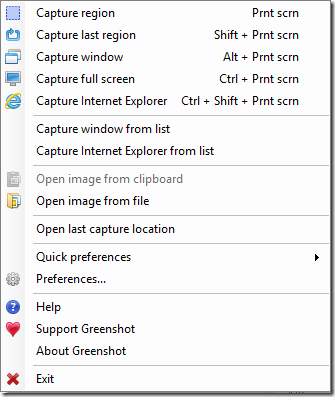 Capture region Prnt scrn
Capture last region Shift + Prnt scrn
Capture window Alt + Prnt scrn
Capture full screen Ctrl + Prnt scrn
Capture Internet Explorer Ctrl + Shift + Prnt scrn
Capture window from list
Capture Internet Explorer from list
Open image from clipboard
Open image from file
Open last capture location
Quick preferences
Preferences...
Help
Support Greenshot
About Greenshot
Exit